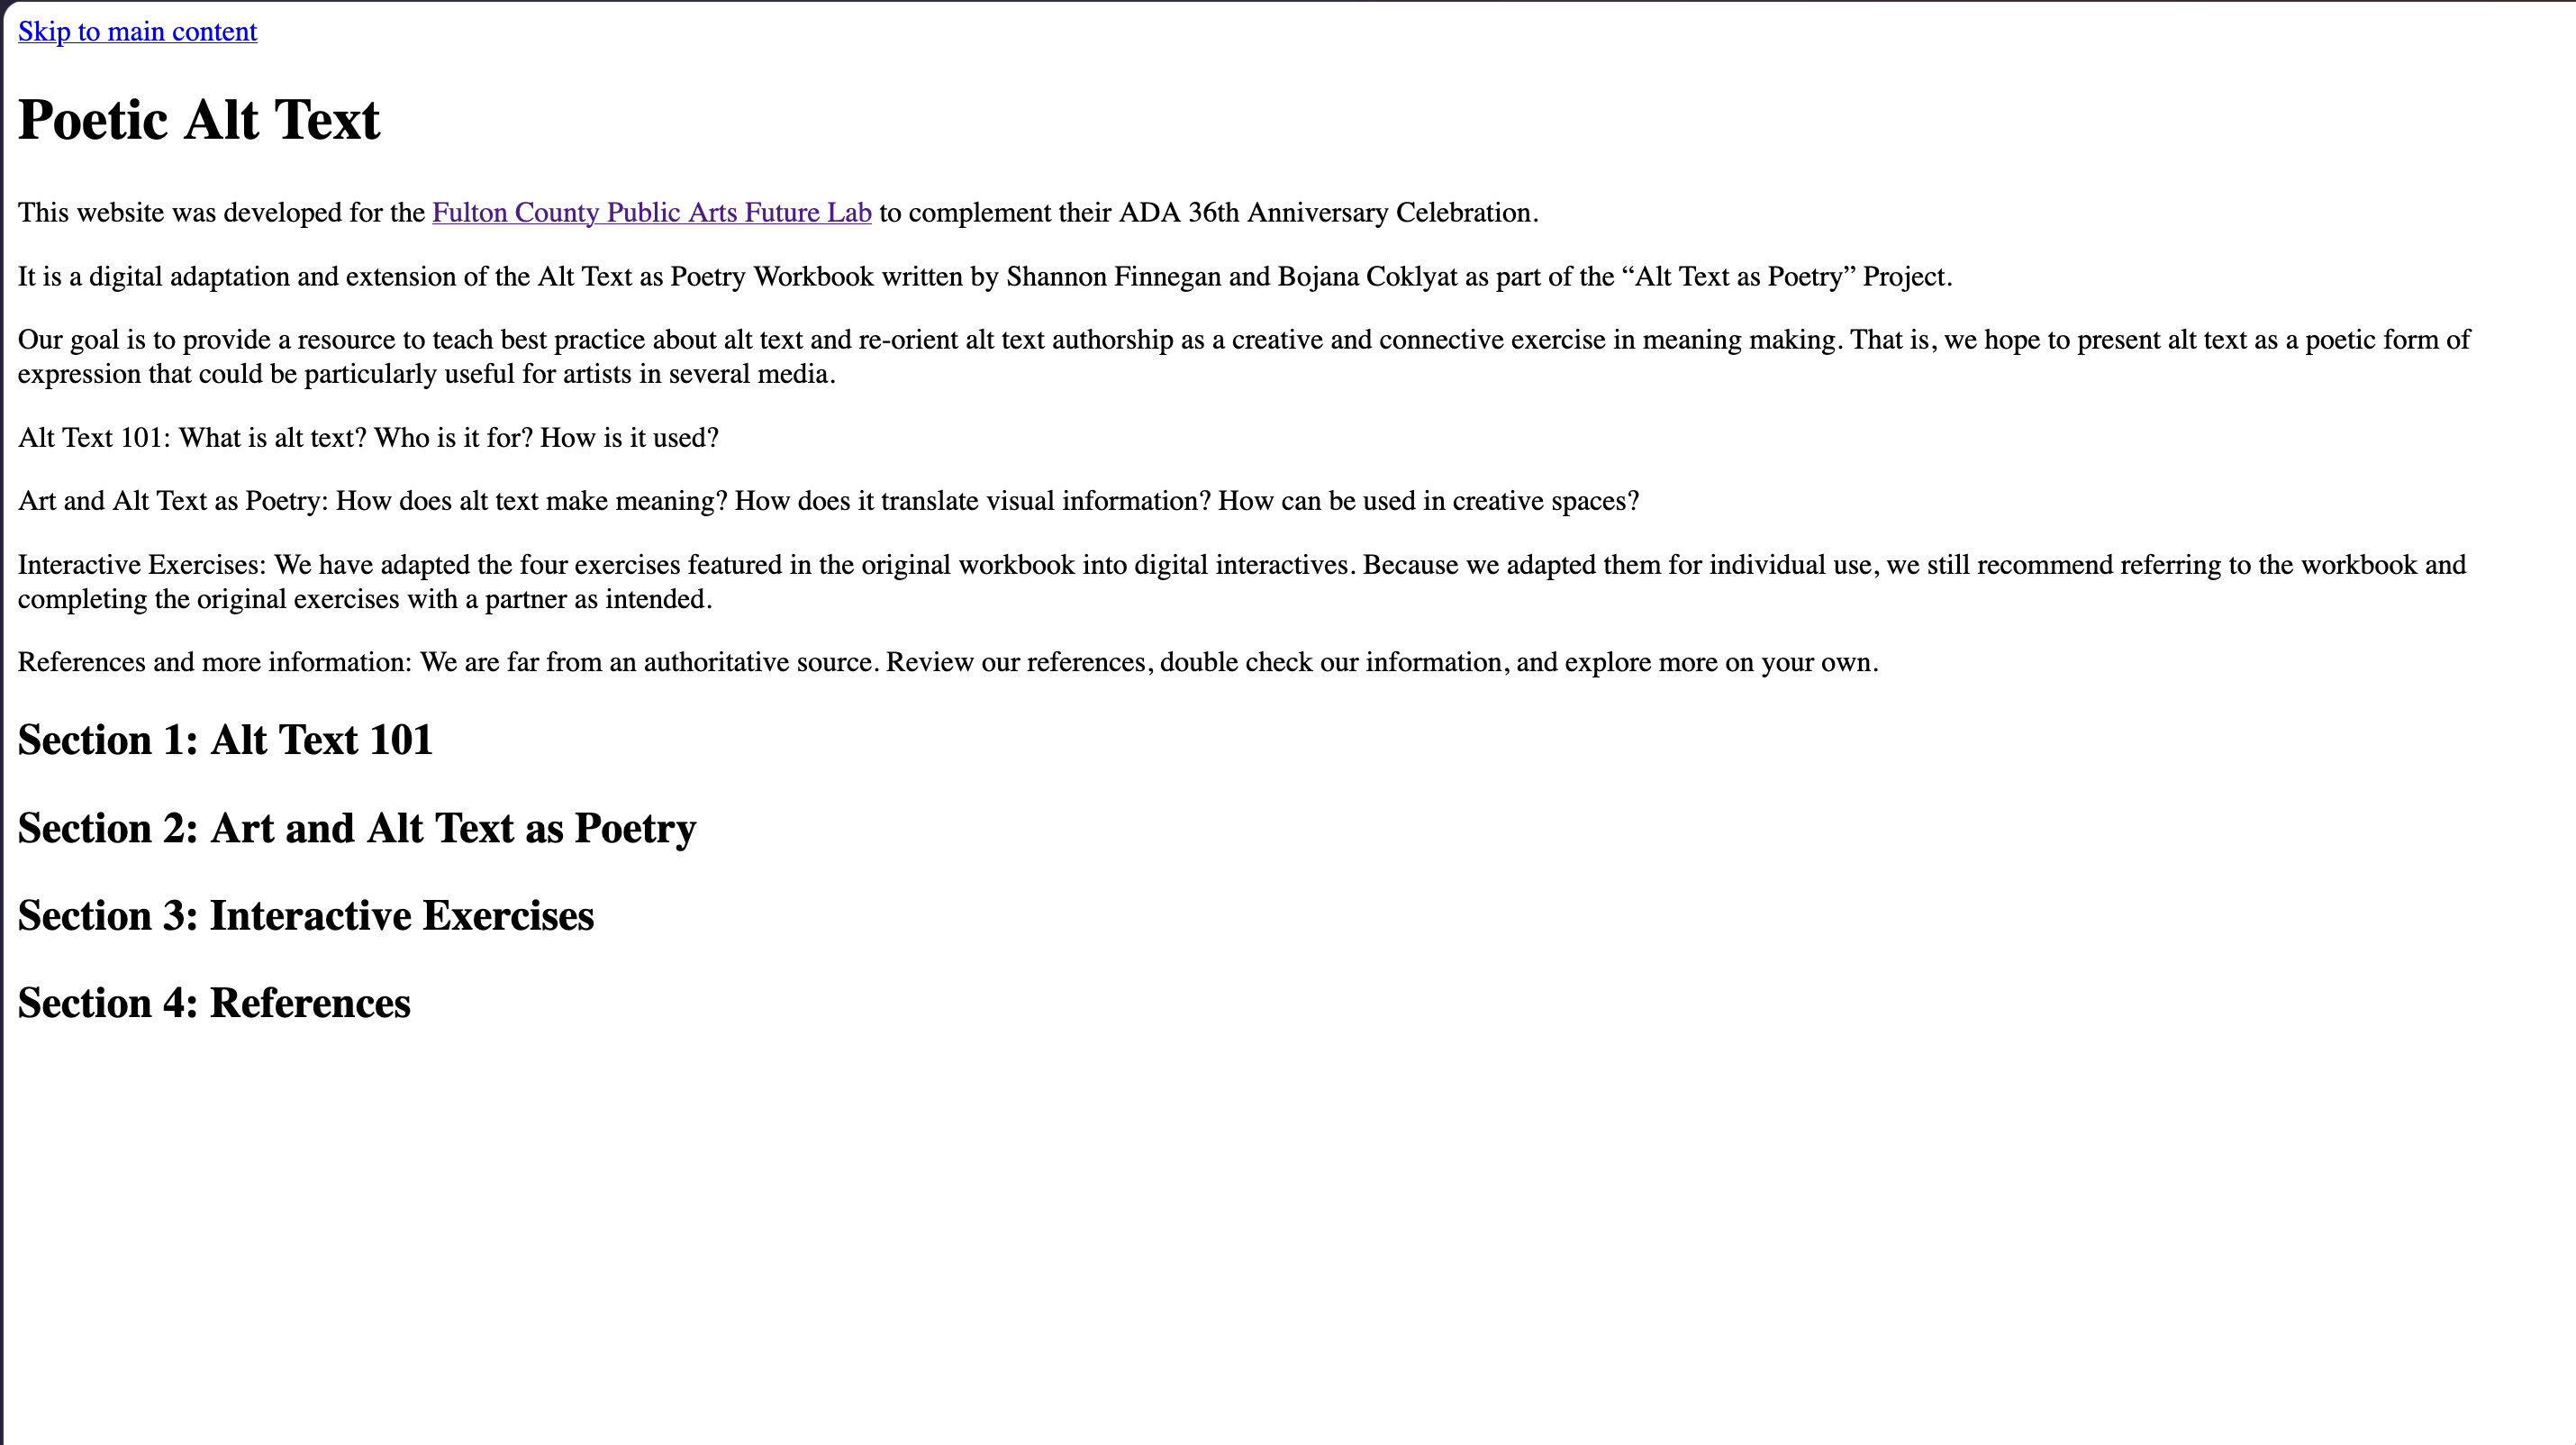 Skip to main content
Poetic Alt Text
This website was developed for the Fulton County Public Arts Future Lab to complement their ADA 36th Anniversary Celebration.
It is a digital adaptation and extension of the Alt Text as Poetry Workbook written by Shannon Finnegan and Bojana Coklyat as part of the “Alt Text as Poetry” Project.
Our goal is to provide a resource to teach best practice about alt text and re-orient alt text authorship as a creative and connective exercise in meaning making. That is, we hope to present alt text as a poetic form of
expression that could be particularly useful for artists in several media.
Alt Text 101: What is alt text? Who is it for? How is it used?
Art and Alt Text as Poetry: How does alt text make meaning? How does it translate visual information? How can be used in creative spaces?
Interactive Exercises: We have adapted the four exercises featured in the original workbook into digital interactives. Because we adapted them for individual use, we still recommend referring to the workbook and
completing the original exercises with a partner as intended.
References and more information: We are far from an authoritative source. Review our references, double check our information, and explore more on your own.
Section 1: Alt Text 101
Section 2: Art and Alt Text as Poetry
Section 3: Interactive Exercises
Section 4: References